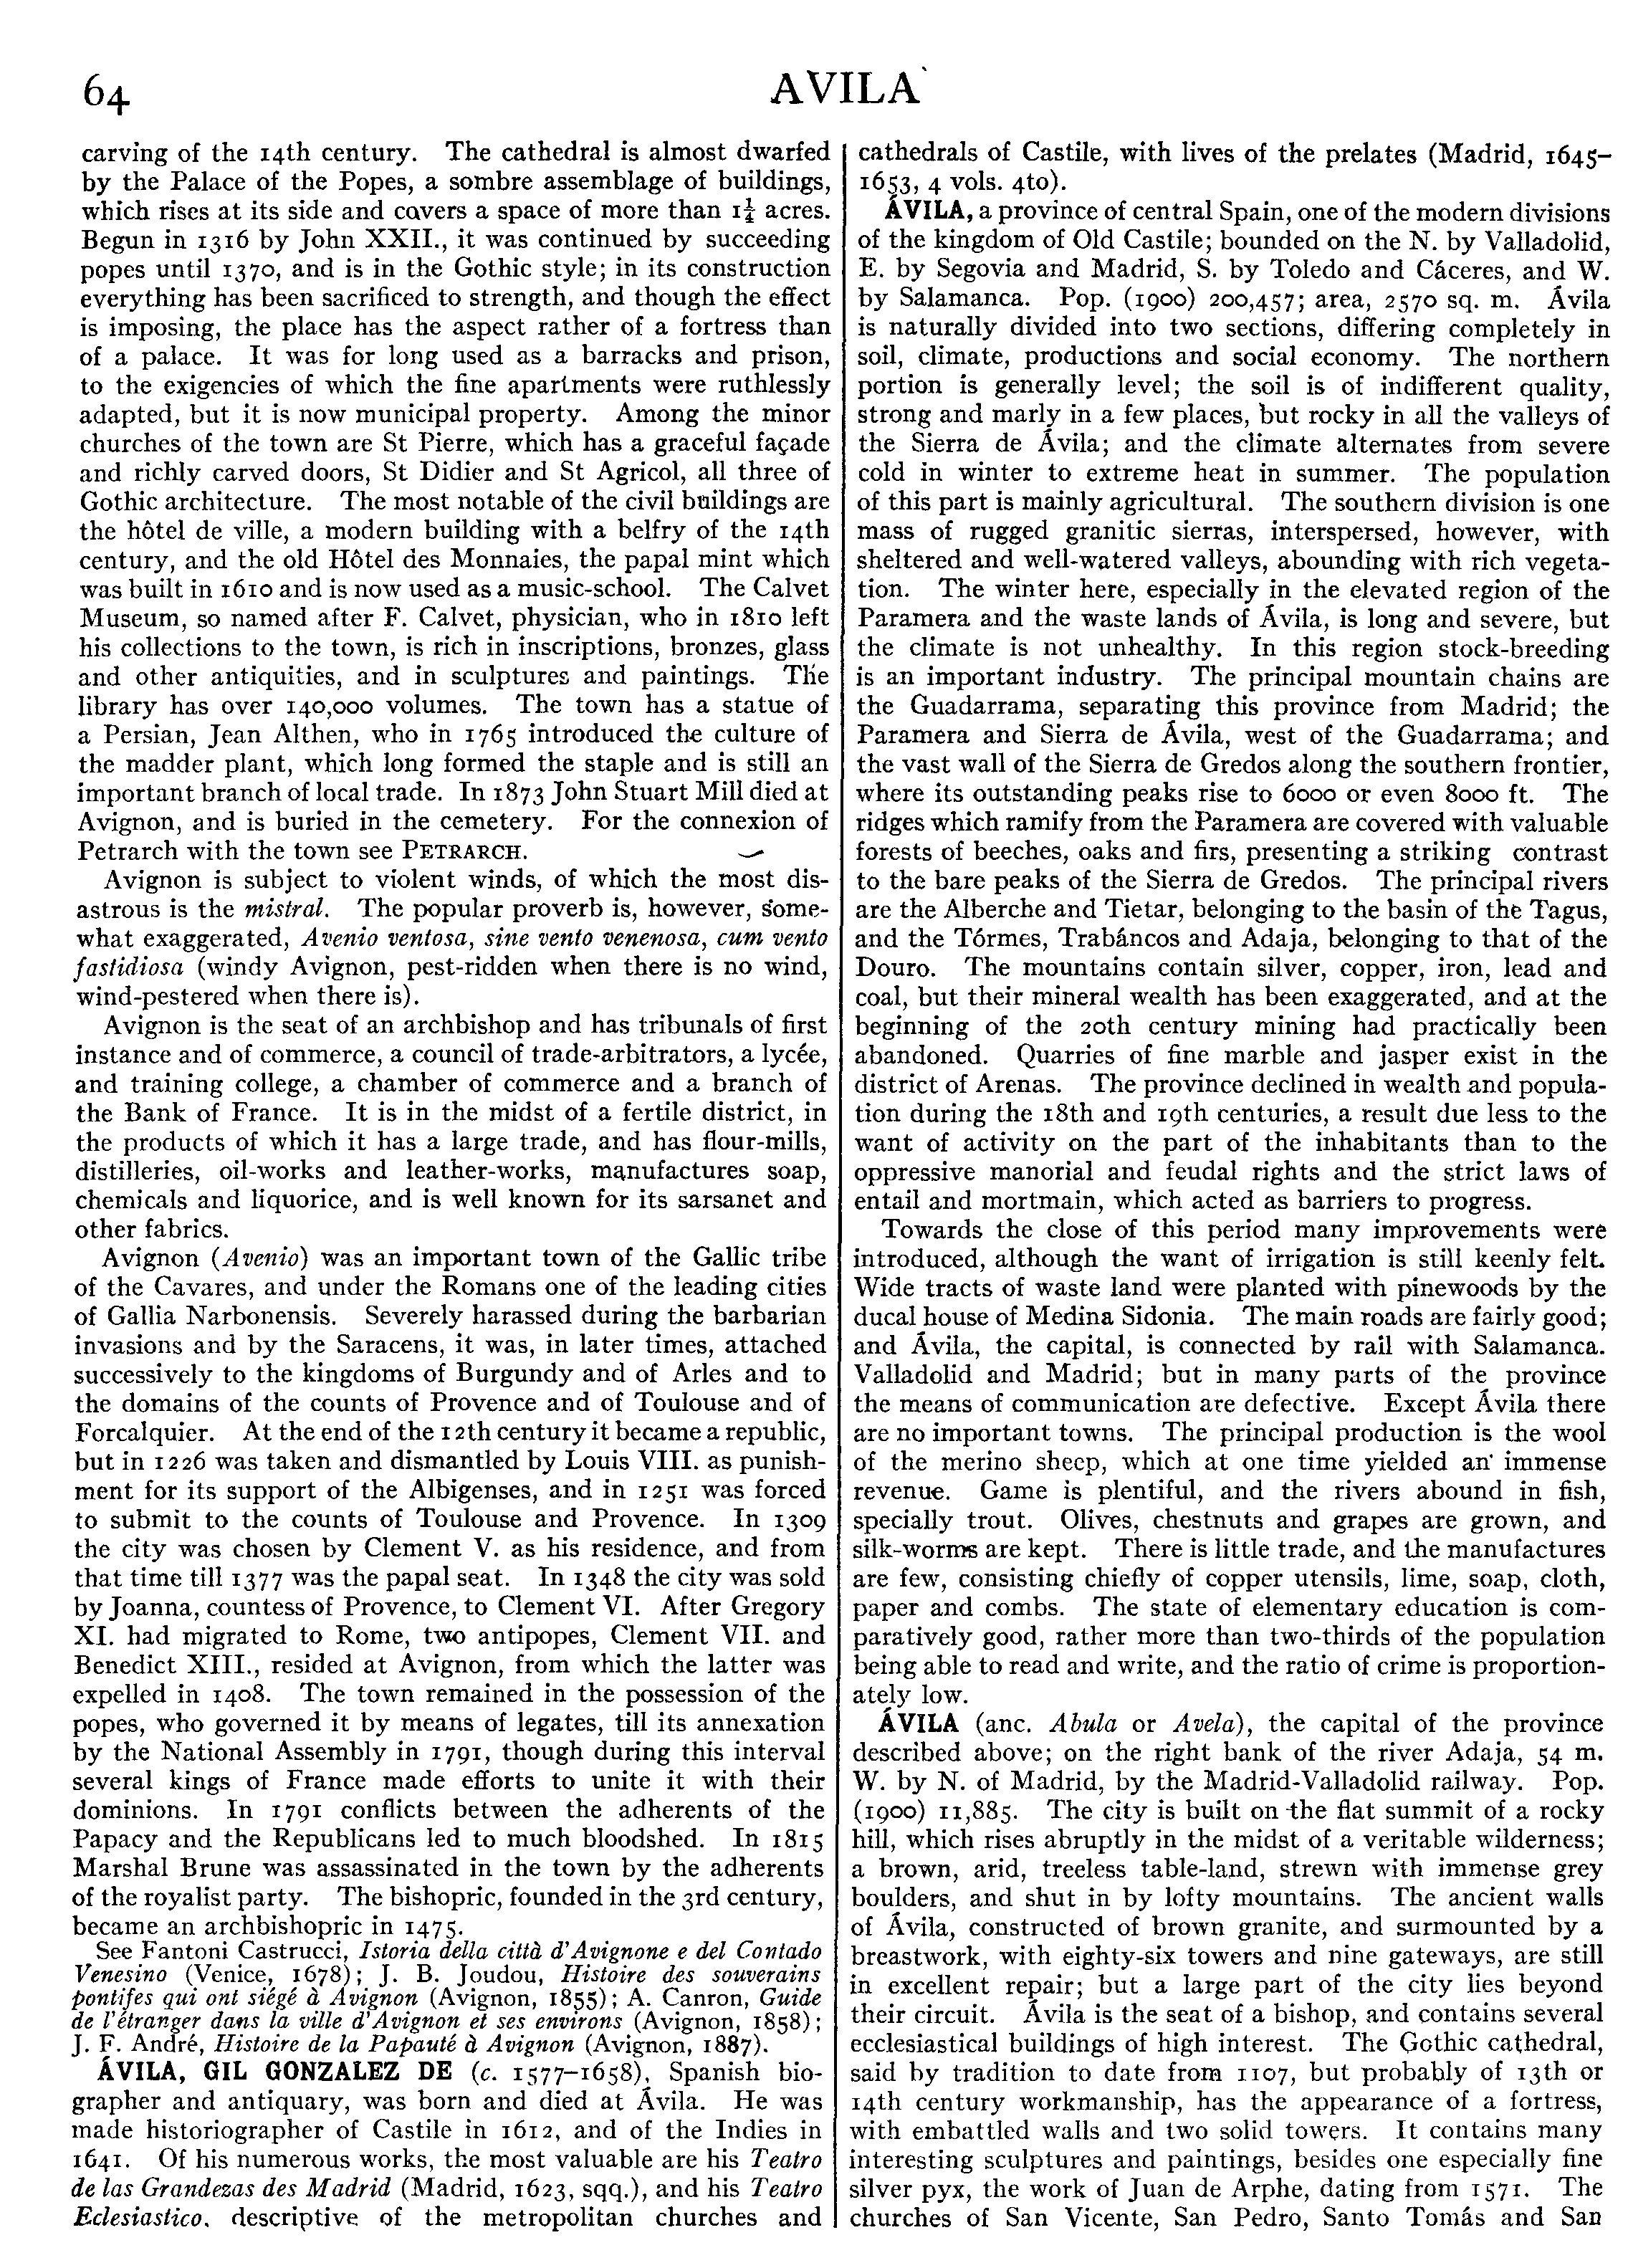 64
AVILA
carving of the 14th century. The cathedral is almost dwarfed
by the Palace of the Popes, a sombre assemblage of buildings,
which rises at its side and covers a space of more than 1¼ acres.
Begun in 1316 by John XXII., it was continued by succeeding
popes until 1370, and is in the Gothic style; in its construction
everything has been sacrificed to strength, and though the effect
is imposing, the place has the aspect rather of a fortress than
of a palace. It was for long used as a barracks and prison,
to the exigencies of which the fine apartments were ruthlessly
adapted, but it is now municipal property. Among the minor
churches of the town are St Pierre, which has a graceful façade
and richly carved doors, St Didier and St Agricol, all three of
Gothic architecture. The most notable of the civil buildings are
the hôtel de ville, a modern building with a belfry of the 14th
century, and the old Hôtel des Monnaies, the papal mint which
was built in 1610 and is now used as a music-school. The Calvet
Museum, so named after F. Calvet, physician, who in 1810 left
his collections to the town, is rich in inscriptions, bronzes, glass
and other antiquities, and in sculptures and paintings. The
library has over 140,000 volumes. The town has a statue of
a Persian, Jean Althen, who in 1765 introduced the culture of
the madder plant, which long formed the staple and is still an
important branch of local trade. In 1873 John Stuart Mill died at
Avignon, and is buried in the cemetery. For the connexion of
Petrarch with the town see PETRARCH.
Avignon is subject to violent winds, of which the most dis-
astrous is the mistral. The popular proverb is, however, some-
what exaggerated, Avenio ventosa, sine vento venenosa, cum vento
fastidiosa (windy Avignon, pest-ridden when there is no wind,
wind-pestered when there is).
Avignon is the seat of an archbishop and has tribunals of first
instance and of commerce, a council of trade-arbitrators, a lycée,
and training college, a chamber of commerce and a branch of
the Bank of France. It is in the midst of a fertile district, in
the products of which it has a large trade, and has flour-mills,
distilleries, oil-works and leather-works, manufactures soap,
chemicals and liquorice, and is well known for its sarsanet and
other fabrics.
Avignon (Avenio) was an important town of the Gallic tribe
of the Cavares, and under the Romans one of the leading cities
of Gallia Narbonensis. Severely harassed during the barbarian
invasions and by the Saracens, it was, in later times, attached
successively to the kingdoms of Burgundy and of Arles and to
the domains of the counts of Provence and of Toulouse and of
Forcalquier. At the end of the 12th century it became a republic,
but in 1226 was taken and dismantled by Louis VIII. as punish-
ment for its support of the Albigenses, and in 1251 was forced
to submit to the counts of Toulouse and Provence. In 1309
the city was chosen by Clement V. as his residence, and from
that time till 1377 was the papal seat. In 1348 the city was sold
by Joanna, countess of Provence, to Clement VI. After Gregory
XI. had migrated to Rome, two antipopes, Clement VII. and
Benedict XIII., resided at Avignon, from which the latter was
expelled in 1408. The town remained in the possession of the
popes, who governed it by means of legates, till its annexation
by the National Assembly in 1791, though during this interval
several kings of France made efforts to unite it with their
dominions. In 1791 conflicts between the adherents of the
Papacy and the Republicans led to much bloodshed. In 1815
Marshal Brune was assassinated in the town by the adherents
of the royalist party. The bishopric, founded in the 3rd century,
became an archbishopric in 1475.
See Fantoni Castrucci, Istoria della città d'Avignone e del Contado
Venesino (Venice, 1678); J. B. Joudou, Histoire des souverains
pontifes qui ont siégé à Avignon (Avignon, 1855); A. Canron, Guide
de l'étranger dans la ville d'Avignon et ses environs (Avignon, 1858);
J. F. André, Histoire de la Papauté à Avignon (Avignon, 1887).
ÁVILA, GIL GONZALEZ DE (c. 1577–1658), Spanish bio-
grapher and antiquary, was born and died at Ávila. He was
made historiographer of Castile in 1612, and of the Indies in
1641. Of his numerous works, the most valuable are his Teatro
de las Grandezas des Madrid (Madrid, 1623, sqq.), and his Teatro
Eclesiastico, descriptive of the metropolitan churches and
cathedrals of Castile, with lives of the prelates (Madrid, 1645–
1653, 4 vols. 4to).
ÁVILA, a province of central Spain, one of the modern divisions
of the kingdom of Old Castile; bounded on the N. by Valladolid,
E. by Segovia and Madrid, S. by Toledo and Cáceres, and W.
by Salamanca. Pop. (1900) 200,457; area, 2570 sq. m. Ávila
is naturally divided into two sections, differing completely in
soil, climate, productions and social economy. The northern
portion is generally level; the soil is of indifferent quality,
strong and marly in a few places, but rocky in all the valleys of
the Sierra de Ávila; and the climate alternates from severe
cold in winter to extreme heat in summer. The population
of this part is mainly agricultural. The southern division is one
mass of rugged granitic sierras, interspersed, however, with
sheltered and well-watered valleys, abounding with rich vegeta-
tion. The winter here, especially in the elevated region of the
Paramera and the waste lands of Ávila, is long and severe, but
the climate is not unhealthy. In this region stock-breeding
is an important industry. The principal mountain chains are
the Guadarrama, separating this province from Madrid; the
Paramera and Sierra de Ávila, west of the Guadarrama; and
the vast wall of the Sierra de Gredos along the southern frontier,
where its outstanding peaks rise to 6000 or even 8000 ft. The
ridges which ramify from the Paramera are covered with valuable
forests of beeches, oaks and firs, presenting a striking contrast
to the bare peaks of the Sierra de Gredos. The principal rivers
are the Alberche and Tietar, belonging to the basin of the Tagus,
and the Tórmes, Trabáncos and Adaja, belonging to that of the
Douro. The mountains contain silver, copper, iron, lead and
coal, but their mineral wealth has been exaggerated, and at the
beginning of the 20th century mining had practically been
abandoned. Quarries of fine marble and jasper exist in the
district of Arenas. The province declined in wealth and popula-
tion during the 18th and 19th centuries, a result due less to the
want of activity on the part of the inhabitants than to the
oppressive manorial and feudal rights and the strict laws of
entail and mortmain, which acted as barriers to progress.
Towards the close of this period many improvements were
introduced, although the want of irrigation is still keenly felt.
Wide tracts of waste land were planted with pinewoods by the
ducal house of Medina Sidonia. The main roads are fairly good;
and Ávila, the capital, is connected by rail with Salamanca.
Valladolid and Madrid; but in many parts of the province
the means of communication are defective. Except Ávila there
are no important towns. The principal production is the wool
of the merino sheep, which at one time yielded an immense
revenue. Game is plentiful, and the rivers abound in fish,
specially trout. Olives, chestnuts and grapes are grown, and
silk-worms are kept. There is little trade, and the manufactures
are few, consisting chiefly of copper utensils, lime, soap, cloth,
paper and combs. The state of elementary education is com-
paratively good, rather more than two-thirds of the population
being able to read and write, and the ratio of crime is proportion-
ately low.
ÁVILA (anc. Abula or Avela), the capital of the province
described above; on the right bank of the river Adaja, 54 m.
W. by N. of Madrid, by the Madrid-Valladolid railway. Pop.
(1900) 11,885. The city is built on the flat summit of a rocky
hill, which rises abruptly in the midst of a veritable wilderness;
a brown, arid, treeless table-land, strewn with immense grey
boulders, and shut in by lofty mountains. The ancient walls
of Ávila, constructed of brown granite, and surmounted by a
breastwork, with eighty-six towers and nine gateways, are still
in excellent repair; but a large part of the city lies beyond
their circuit. Ávila is the seat of a bishop, and contains several
ecclesiastical buildings of high interest. The Gothic cathedral,
said by tradition to date from 1107, but probably of 13th or
14th century workmanship, has the appearance of a fortress,
with embattled walls and two solid towers. It contains many
interesting sculptures and paintings, besides one especially fine
silver pyx, the work of Juan de Arphe, dating from 1571. The
churches of San Vicente, San Pedro, Santo Tomás and San